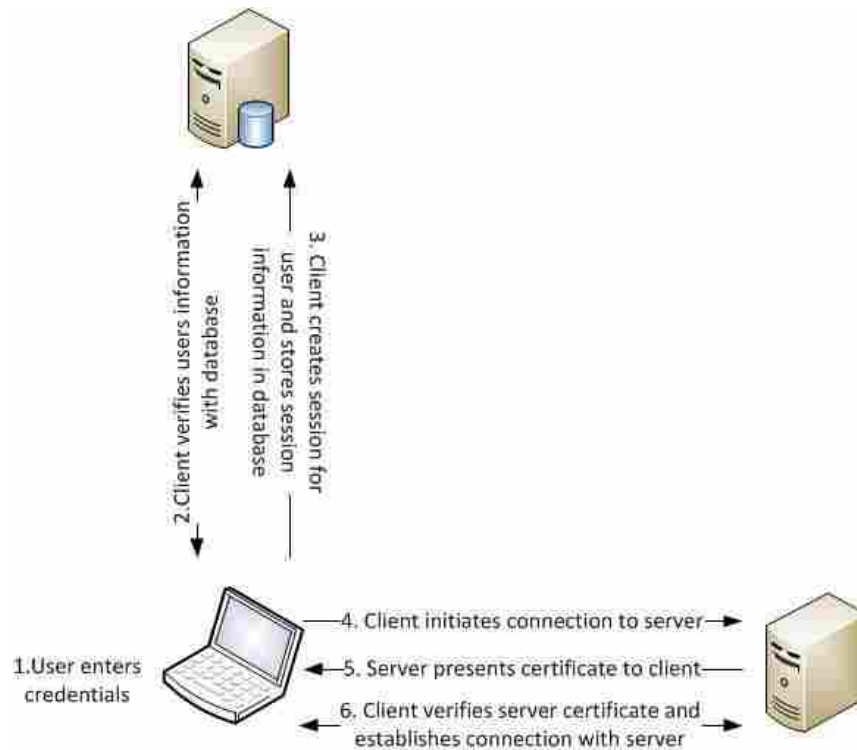 1.User enters
credentials
2.Client verifies users information
with database
3. Client creates session for
user and stores session
information in database
4. Client initiates connection to server
5. Server presents certificate to client
6. Client verifies server certificate and
establishes connection with server